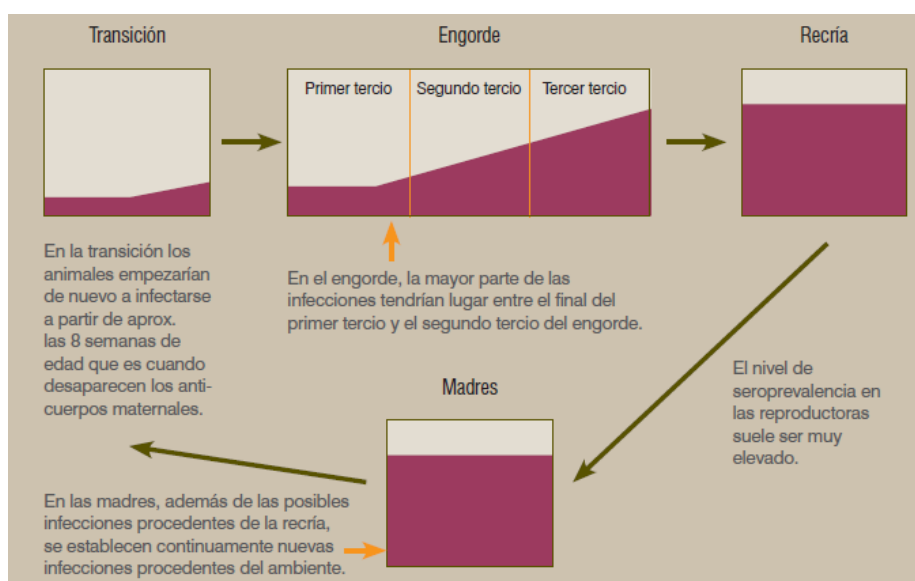 Transición
Engorde
Recría
Primer tercio
Segundo tercio
Tercer tercio
En la transición los
animales empezarían
de nuevo a infectarse
a partir de aprox.
las 8 semanas de
edad que es cuando
desaparecen los anti-
cuerpos maternales.
En el engorde, la mayor parte de las
infecciones tendrían lugar entre el final del
primer tercio y el segundo tercio del engorde.
El nivel de
seroprevalencia en
las reproductoras
suele ser muy
elevado.
Madres
En las madres, además de las posibles
infecciones procedentes de la recría,
se establecen continuamente nuevas
infecciones procedentes del ambiente.